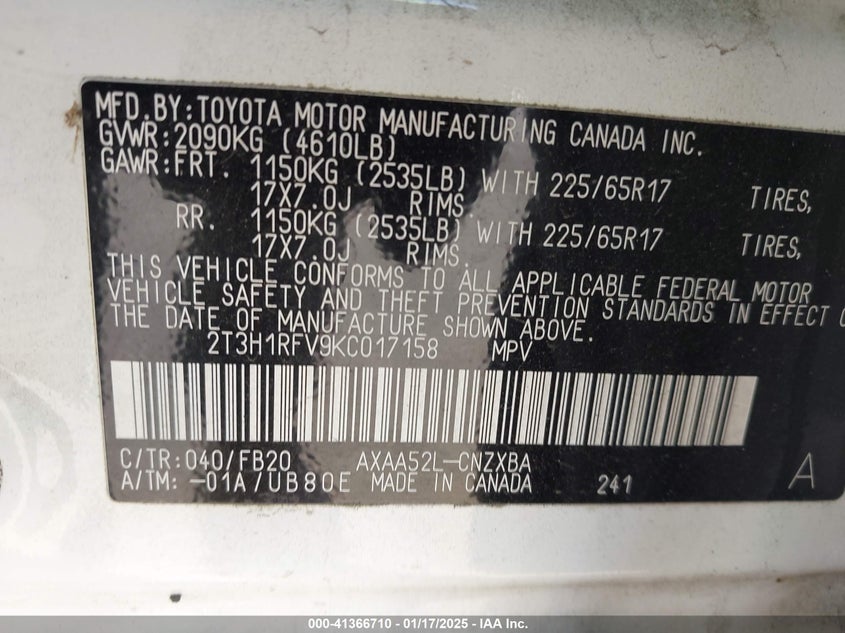 MFD.BY:TOYOTA MOTOR MANUFACTURING CANADA INC.
GVWR:2090KG (4610LB)
GAWR:FRT. 1150KG (2535LB) WITH 225/65R17 TIRES,
17X7.0J RIMS
RR. 1150KG (2535LB) WITH 225/65R17 TIRES,
17X7.0J RIMS.
THIS VEHICLE CONFORMS TO ALL APPLICABLE FEDERAL MOTOR
VEHICLE SAFETY AND THEFT PREVENTION STANDARDS IN EFFECT
THE DATE OF MANUFACTURE SHOWN ABOVE.
2T3H1RFV9KC017158 MPV
C/TR:040/FB20 AXAA52L-CNZXBA
A/TM: -01A/UB80E MADE IN CANADA 241 A
000-41366710 - 01/17/2025 - IAA Inc.